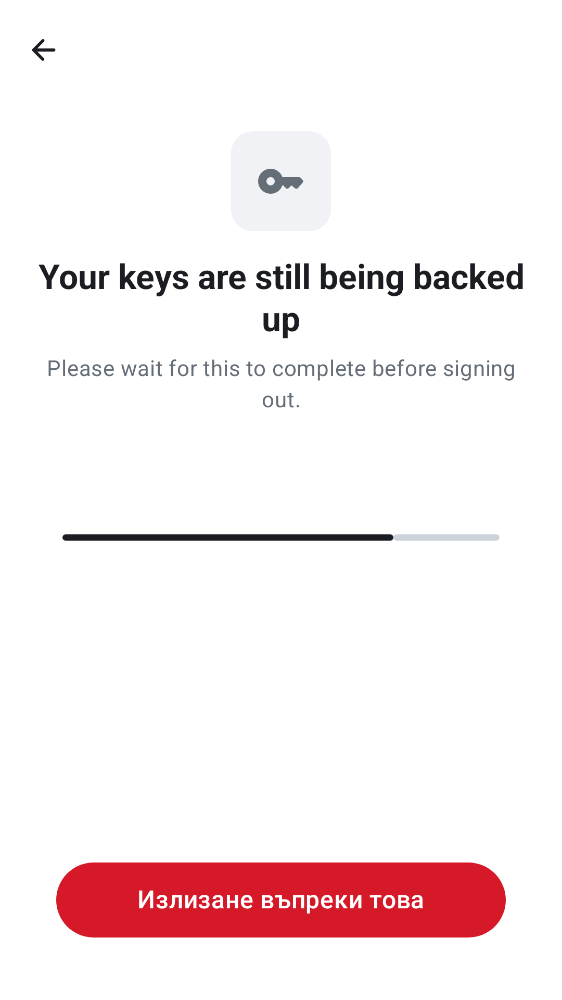 Your keys are still being backed
up
Please wait for this to complete before signing
out.
Излизане въпреки това